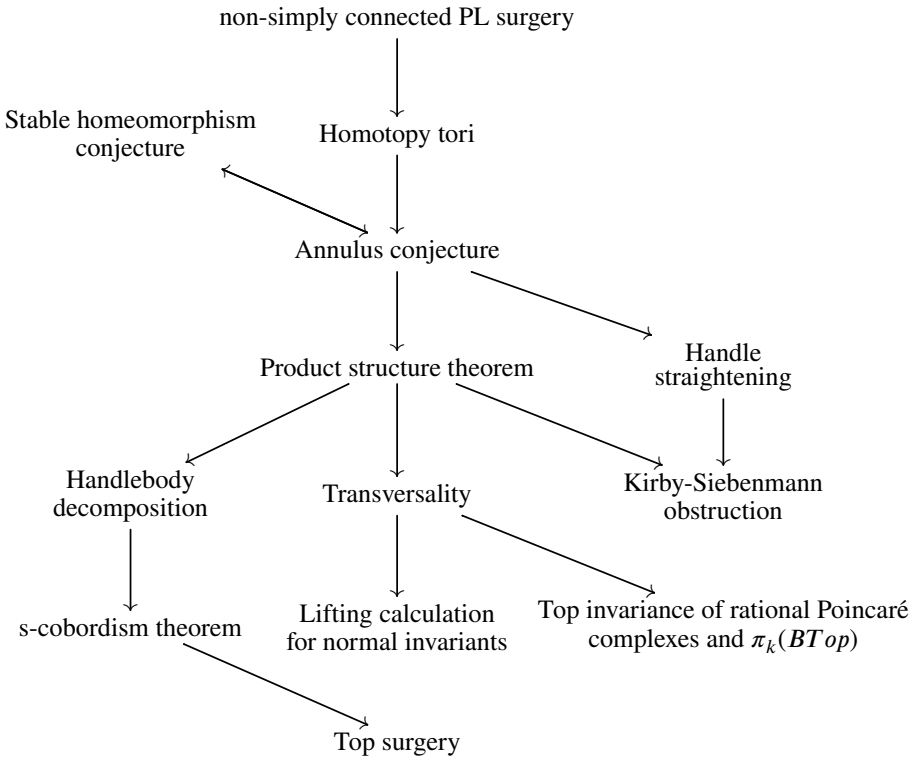 non-simply connected PL surgery
Stable homeomorphism
conjecture
Homotopy tori
Annulus conjecture
Product structure theorem
Handle
straightening
Handlebody
decomposition
Transversality
Kirby-Siebenmann
obstruction
s-cobordism theorem
Lifting calculation
for normal invariants
Top invariance of rational Poincaré
complexes and π_k(BTop)
Top surgery